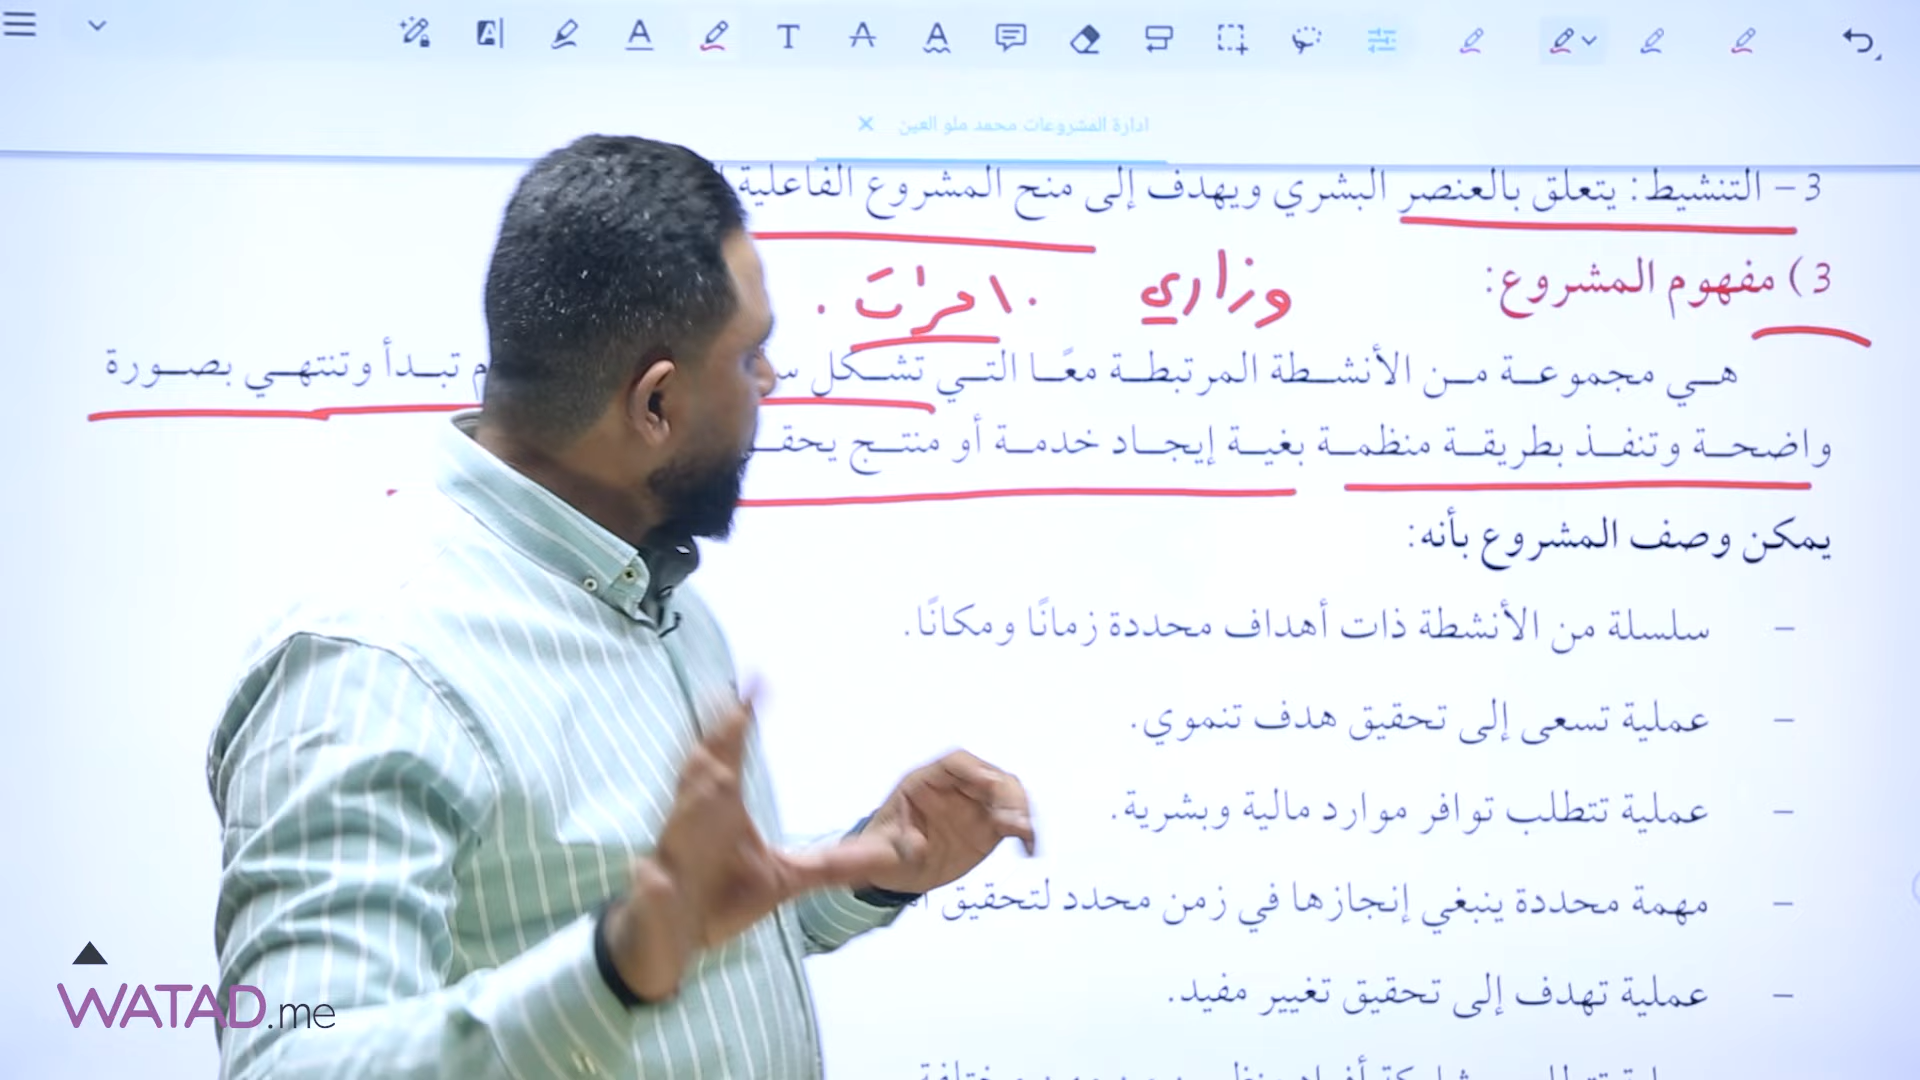 ادارة المشروعات محمد ملو العين
3 – التنشيط: يتعلق بالعنصر البشري ويهدف إلى منح المشروع الفاعلية
3) مفهوم المشروع:
وزاري
١٠ مرات .
هي مجموعة من الأنشطة المرتبطة معًا التي تشكل تبدأ وتنتهي بصورة
واضحة وتنفذ بطريقة منظمة بغية إيجاد خدمة أو منتج
يمكن وصف المشروع بأنه:
– سلسلة من الأنشطة ذات أهداف محددة زمانًا ومكانًا.
– عملية تسعى إلى تحقيق هدف تنموي.
– عملية تتطلب توافر موارد مالية وبشرية.
– مهمة محددة ينبغي إنجازها في زمن محدد لتحقيق
– عملية تهدف إلى تحقيق تغيير مفيد.
WATAD.me